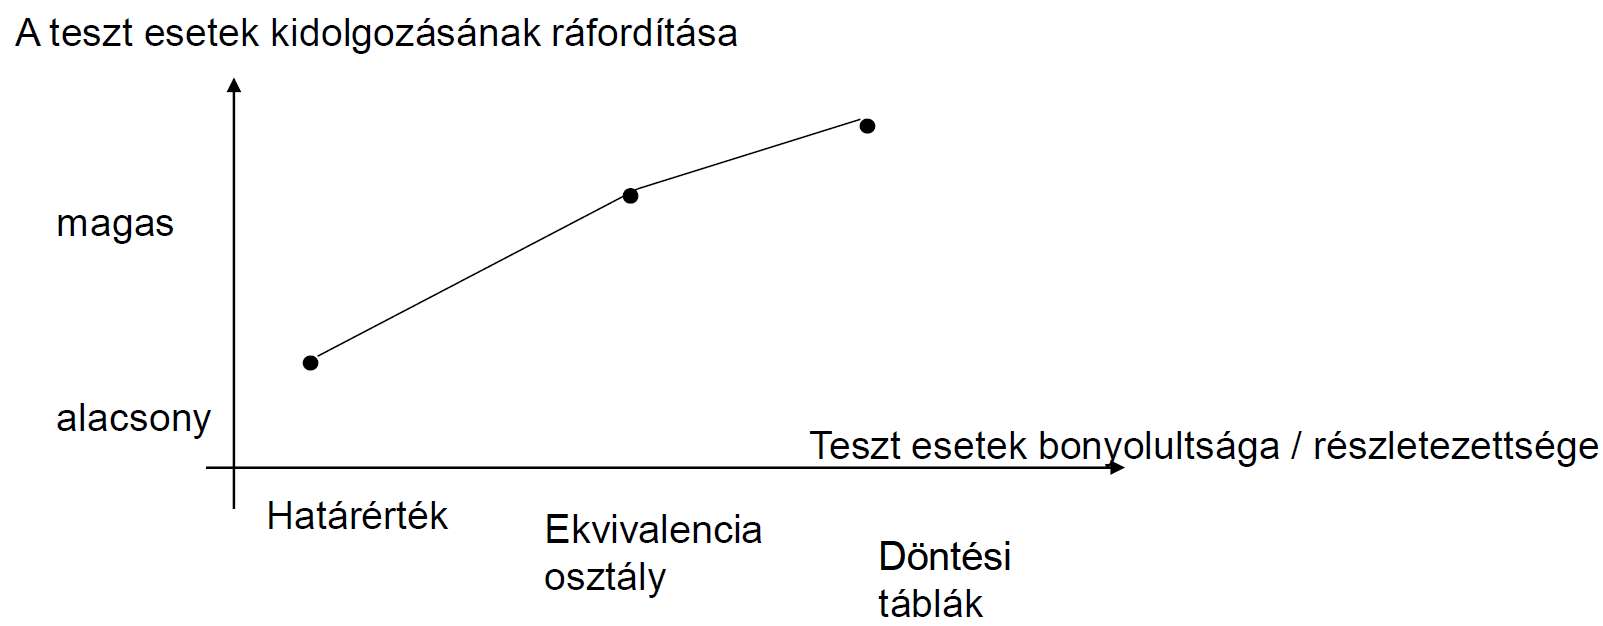 A teszt esetek kidolgozásának ráfordítása
magas
alacsony
Teszt esetek bonyolultsága / részletezettsége
Határérték
Ekvivalencia
osztály
Döntési
táblák